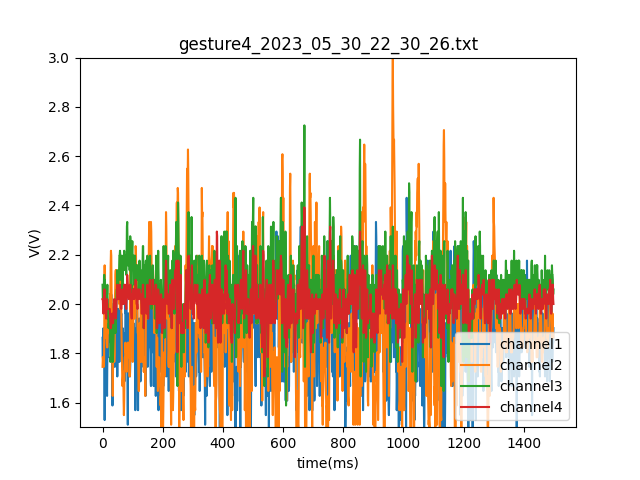 gesture4_2023_05_30_22_30_26.txt
3.0
2.8
2.6
2.4
2.2
2.0
1.8
1.6
V(V)
channel1
channel2
channel3
channel4
0 200 400 600 800 1000 1200 1400
time(ms)